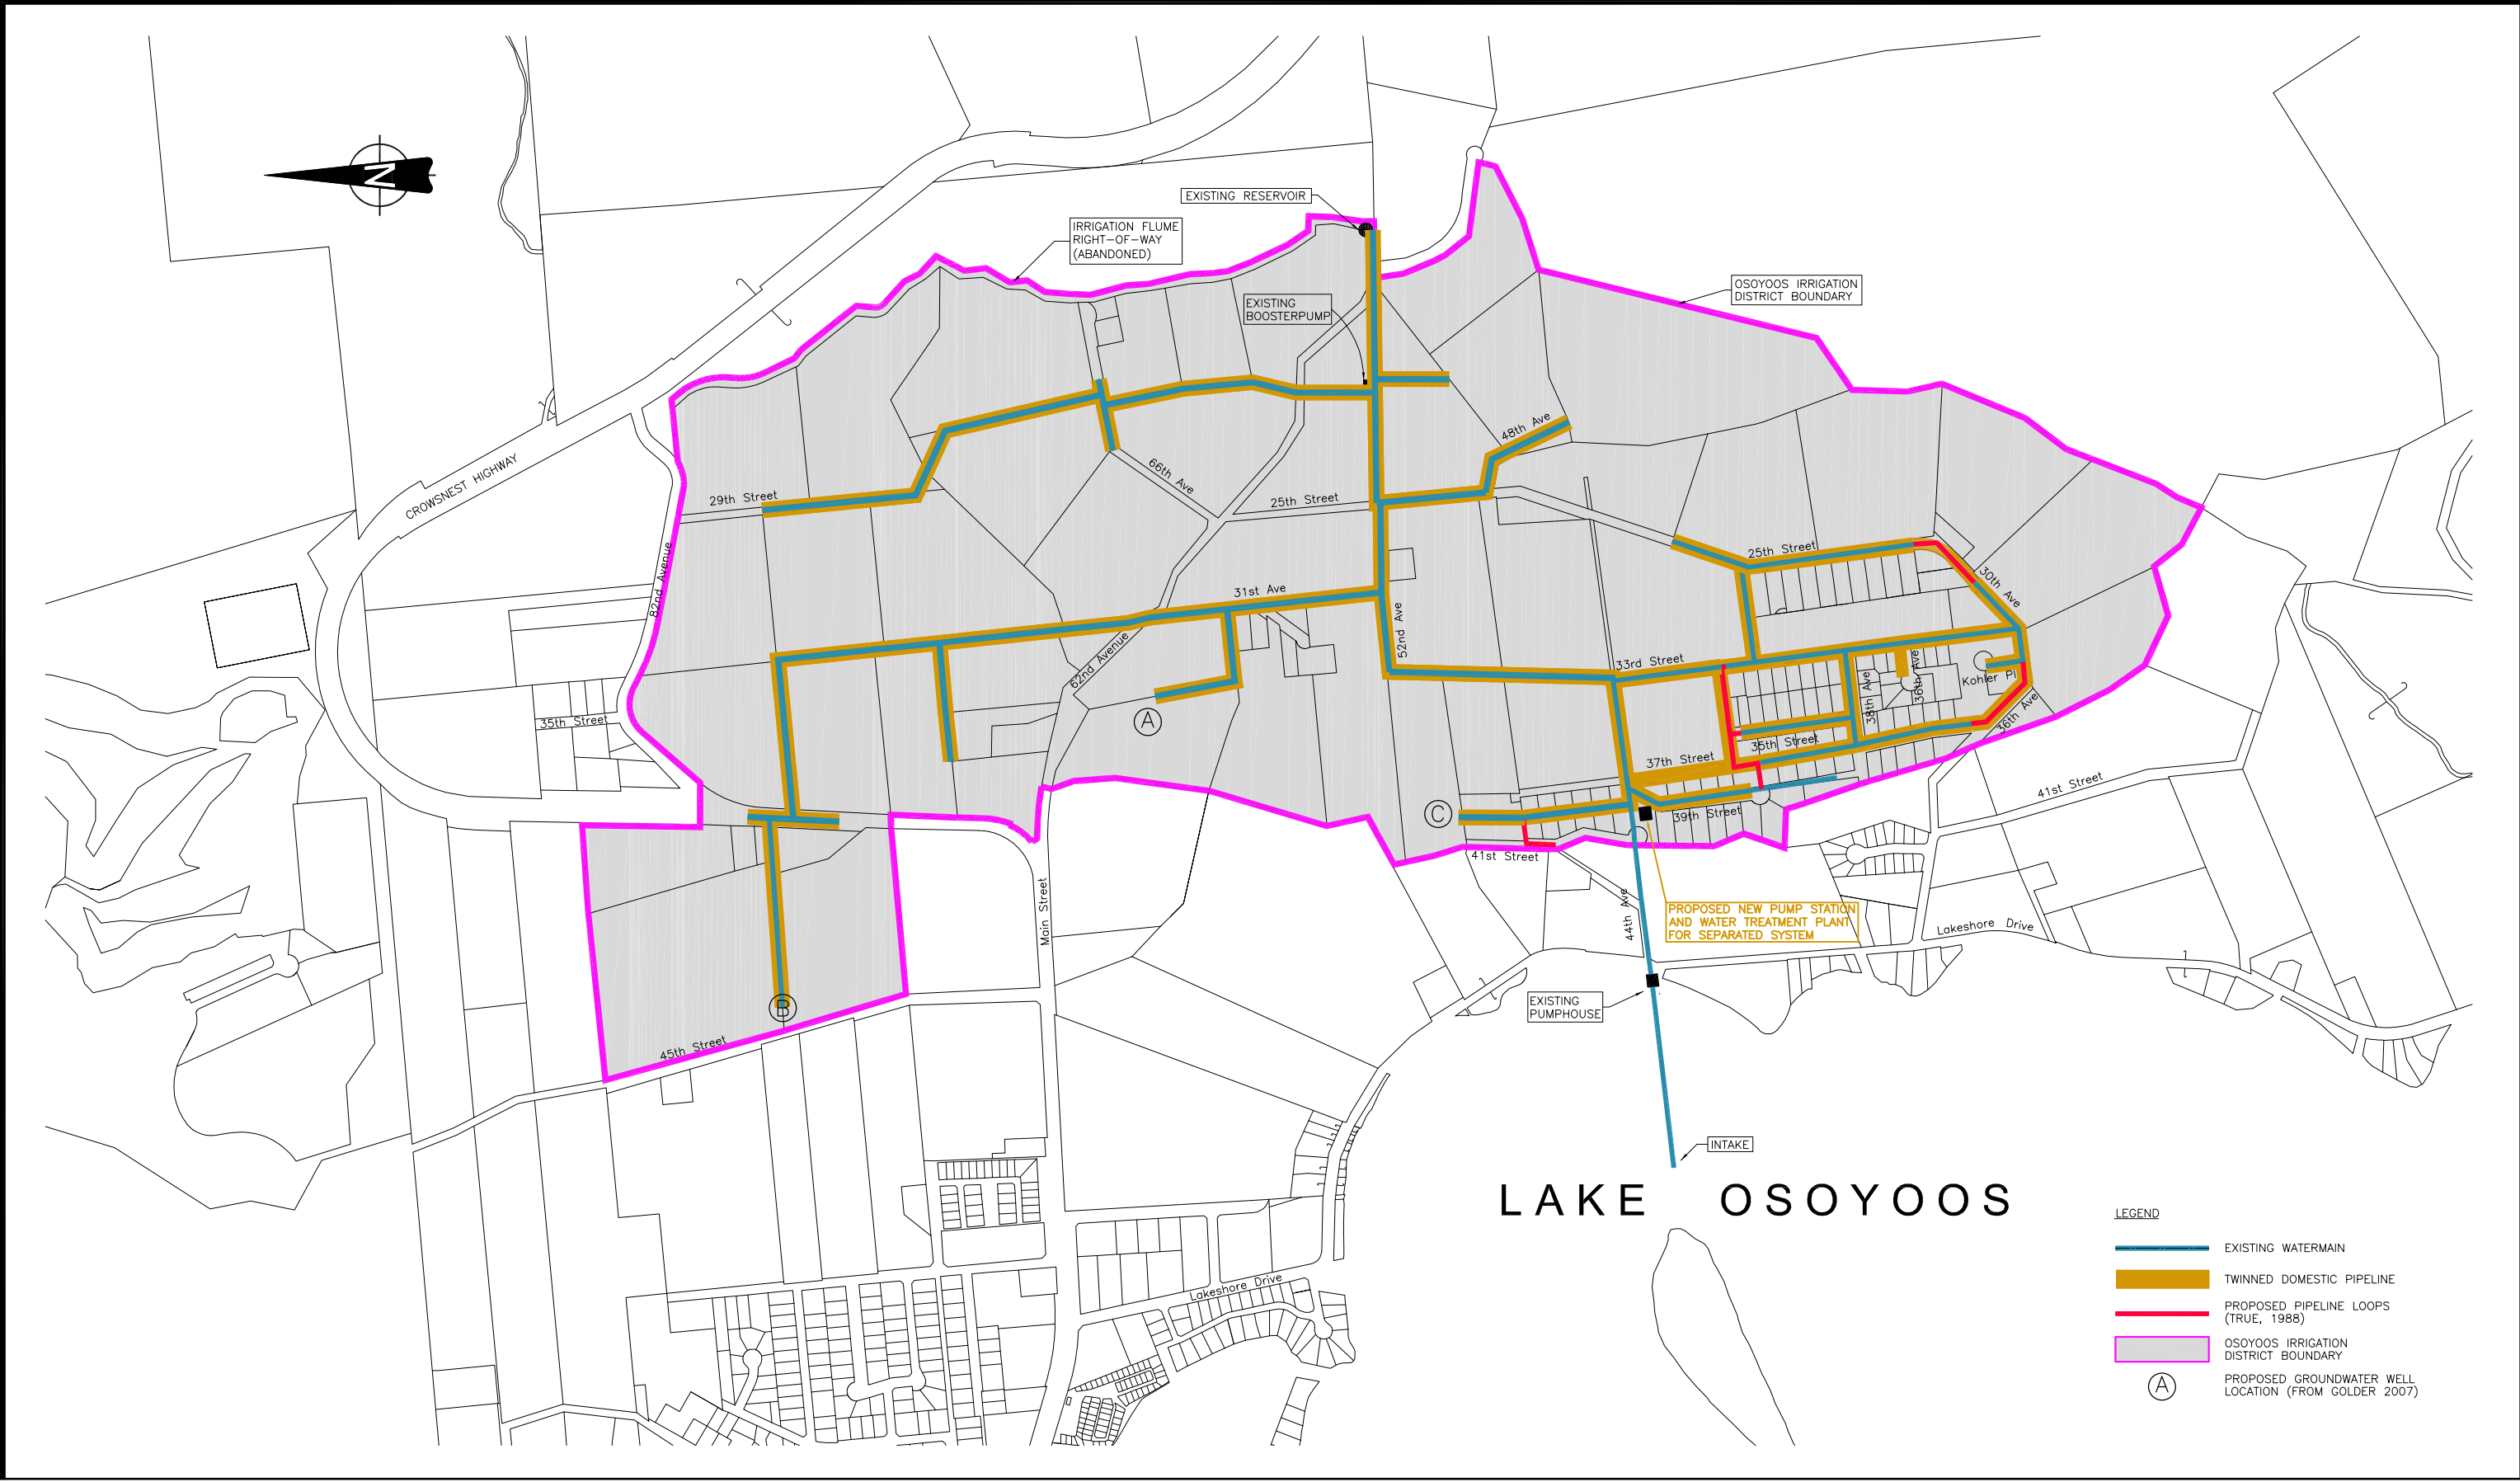 N
EXISTING RESERVOIR
IRRIGATION FLUME
RIGHT-OF-WAY
(ABANDONED)
EXISTING
BOOSTERPUMP
OSOYOOS IRRIGATION
DISTRICT BOUNDARY
CROWSNEST HIGHWAY
48th Ave
66th Ave
29th Street
25th Street
82nd Avenue
25th Street
30th Ave
31st Ave
52nd Ave
62nd Avenue
33rd Street
36th Ave
38th Ave
Kohler Pl
35th Street
A
36th Ave
35th Street
37th Street
41st Street
C
39th Street
41st Street
Main Street
44th Ave
PROPOSED NEW PUMP STATION
AND WATER TREATMENT PLANT
FOR SEPARATED SYSTEM
Lakeshore Drive
B
EXISTING
PUMPHOUSE
45th Street
INTAKE
LAKE OSOYOOS
Lakeshore Drive
LEGEND
EXISTING WATERMAIN
TWINNED DOMESTIC PIPELINE
PROPOSED PIPELINE LOOPS
(TRUE, 1988)
OSOYOOS IRRIGATION
DISTRICT BOUNDARY
A
PROPOSED GROUNDWATER WELL
LOCATION (FROM GOLDER 2007)